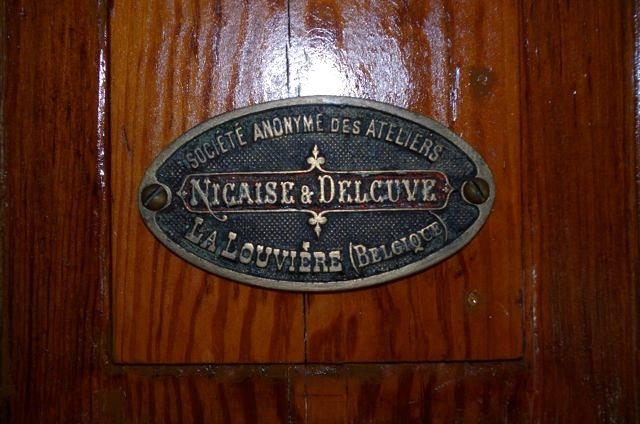 SOCIÉTÉ ANONYME DES ATELIERS
NICAISE & DELCUVE
LA LOUVIÈRE (BELGIQUE)